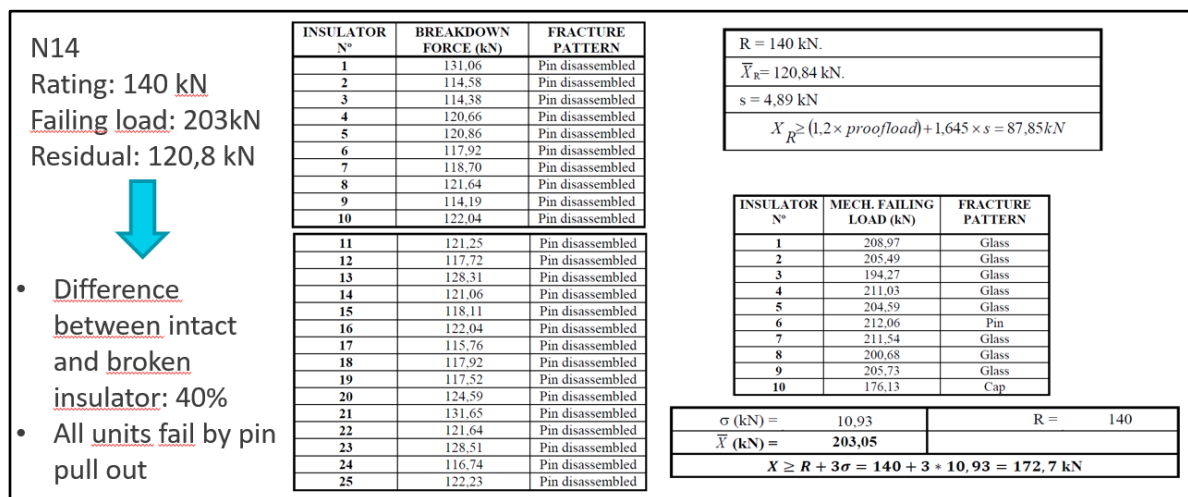 N14
Rating: 140 kN
Failing load: 203kN
Residual: 120,8 kN
• Difference
between intact
and broken
insulator: 40%
• All units fail by pin
pull out
INSULATOR Nº BREAKDOWN FORCE (kN) FRACTURE PATTERN
1 131,06 Pin disassembled
2 114,58 Pin disassembled
3 114,38 Pin disassembled
4 120,66 Pin disassembled
5 120,86 Pin disassembled
6 117,92 Pin disassembled
7 118,70 Pin disassembled
8 121,64 Pin disassembled
9 114,19 Pin disassembled
10 122,04 Pin disassembled
11 121,25 Pin disassembled
12 117,72 Pin disassembled
13 128,31 Pin disassembled
14 121,06 Pin disassembled
15 118,11 Pin disassembled
16 122,04 Pin disassembled
17 115,76 Pin disassembled
18 117,92 Pin disassembled
19 117,52 Pin disassembled
20 124,59 Pin disassembled
21 131,65 Pin disassembled
22 121,64 Pin disassembled
23 128,51 Pin disassembled
24 116,74 Pin disassembled
25 122,23 Pin disassembled
R = 140 kN.
X̅R= 120,84 kN.
s = 4,89 kN
X R ≥ (1,2 × proofload) + 1,645 × s = 87,85kN
INSULATOR Nº MECH. FAILING LOAD (kN) FRACTURE PATTERN
1 208,97 Glass
2 205,49 Glass
3 194,27 Glass
4 211,03 Glass
5 204,59 Glass
6 212,06 Pin
7 211,54 Glass
8 200,68 Glass
9 205,73 Glass
10 176,13 Cap
σ (kN) = 10,93 R = 140
X̅ (kN) = 203,05
X ≥ R + 3σ = 140 + 3 * 10,93 = 172,7 kN